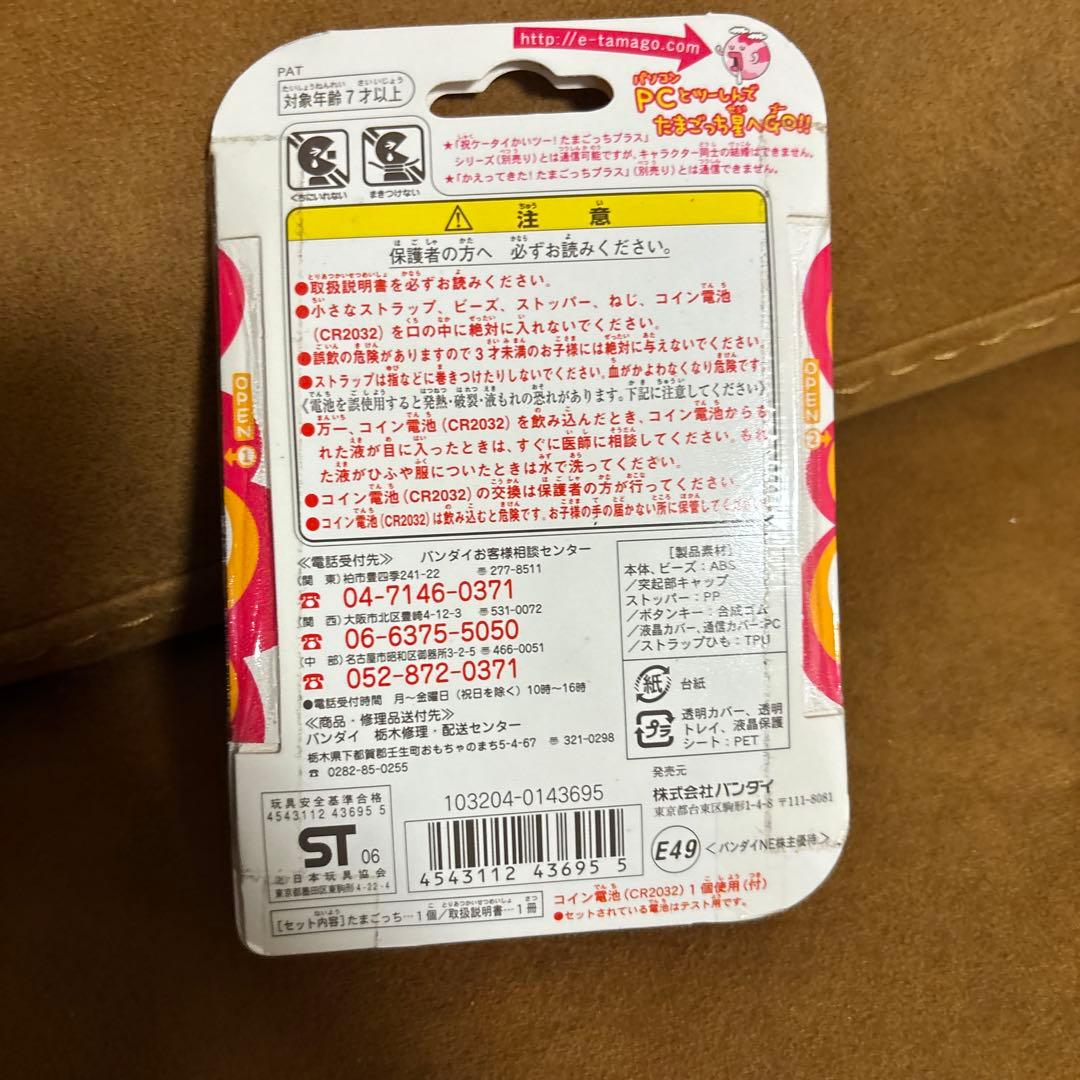 http://e-tamago.com
PAT
対象年齢7才以上
くちにいれない
まきつけない
PCとツーしんで
たまごっち星へGO!!
★「祝ケータイかいツー!たまごっちプラス」
シリーズ(別売り)とは通信可能ですが、キャラクター同士の結婚はできません。
★「かえってきた!たまごっちプラス」(別売り)とは通信できません。
注意
保護者の方へ 必ずお読みください。
●取扱説明書を必ずお読みください。
●小さなストラップ、ビーズ、ストッパー、ねじ、コイン電池
(CR2032)を口の中に絶対に入れないでください。
●誤飲の危険がありますので3才未満のお子様には絶対に与えないでください。
●ストラップは指などに巻きつけたりしないでください。血がかよわなくなり危険です。
《電池を誤使用すると発熱・破裂・液もれの恐れがあります。下記に注意してください》
●万一、コイン電池(CR2032)を飲み込んだとき、コイン電池からも
れた液が目に入ったときは、すぐに医師に相談してください。もれ
た液がひふや服についたときは水で洗ってください。
●コイン電池(CR2032)の交換は保護者の方が行ってください。
●コイン電池(CR2032)は飲み込むと危険です。お子様の手の届かない所に保管してください。
OPEN
1
OPEN
2
≪電話受付先≫ バンダイお客様相談センター
(関 東)柏市豊四季241-22 〒277-8511
☎ 04-7146-0371
(関 西)大阪市北区豊崎4-12-3 〒531-0072
☎ 06-6375-5050
(中 部)名古屋市昭和区御器所3-2-5 〒466-0051
☎ 052-872-0371
●電話受付時間 月～金曜日(祝日を除く)10時～16時
≪商品・修理品送付先≫
バンダイ 栃木修理・配送センター
栃木県下都賀郡壬生町おもちゃのまち5-4-67 〒321-0298
☎ 0282-85-0255
[製品素材]
本体、ビーズ:ABS
/突起部キャップ
ストッパー:PP
/ボタンキー:合成ゴム
/液晶カバー、通信カバー:PC
/ストラップひも:TPU
紙 台紙
プラ 透明カバー、透明
トレイ、液晶保護
シート:PET
発売元
株式会社バンダイ
東京都台東区駒形1-4-8 〒111-8081
E49 <バンダイNE株主優待>
玩具安全基準合格
4543112 43695 5
ST 06
(社)日本玩具協会
東京都墨田区東駒形4-22-4
103204-0143695
4543112 43695 5
[セット内容]たまごっち…1個/取扱説明書…1冊
コイン電池(CR2032)1個使用(付)
●セットされている電池はテスト用です。